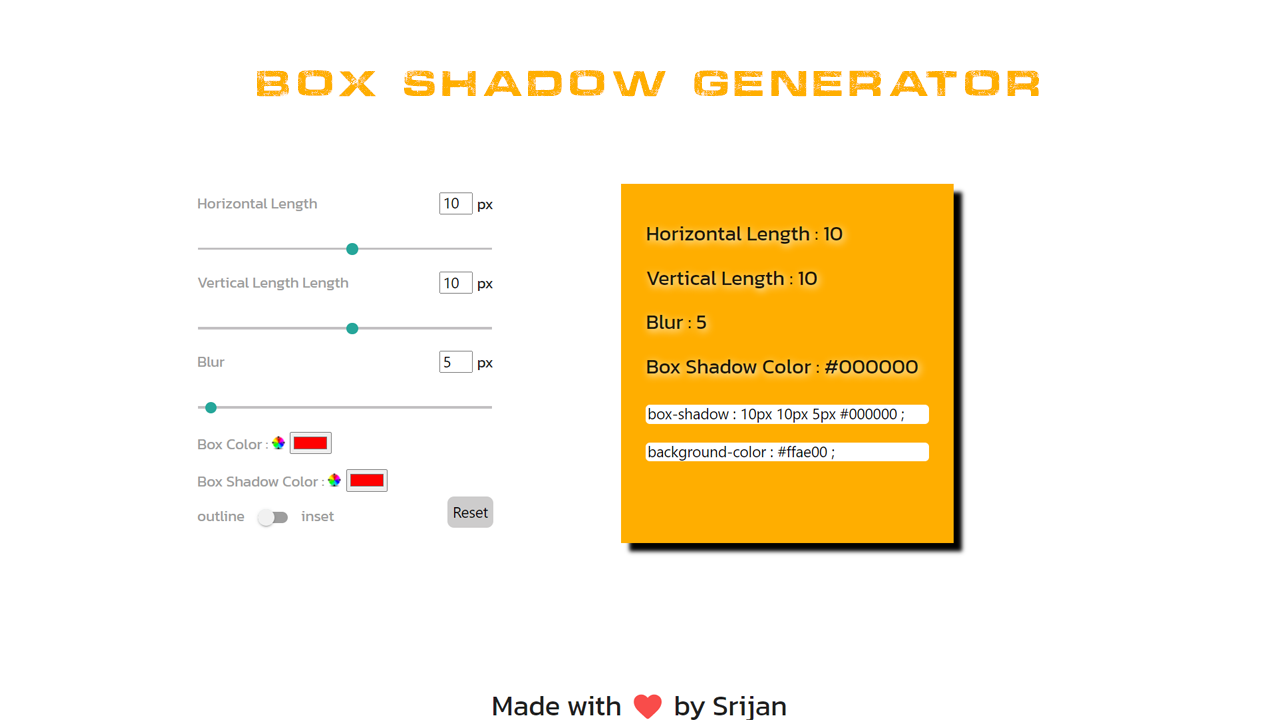 BOX SHADOW GENERATOR
Horizontal Length 10 px
Vertical Length Length 10 px
Blur 5 px
Box Color :
Box Shadow Color :
outline inset Reset
Horizontal Length : 10
Vertical Length : 10
Blur : 5
Box Shadow Color : #000000
box-shadow : 10px 10px 5px #000000 ;
background-color : #ffae00 ;
Made with by Srijan